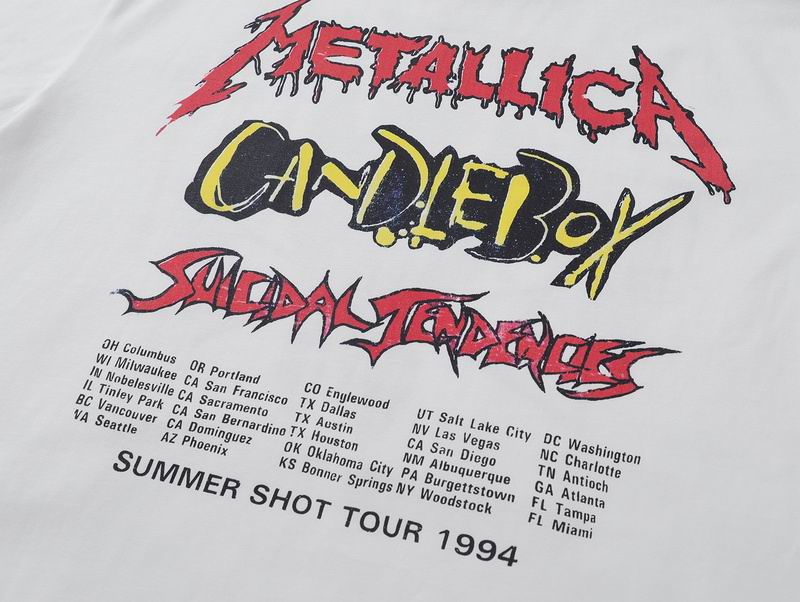 METALLICA
CANDLEBOX
SUICIDAL TENDENCIES
OH Columbus
WI Milwaukee
IN Nobelesville
IL Tinley Park
BC Vancouver
WA Seattle
OR Portland
CA San Francisco
CA Sacramento
CA San Bernardino
CA Dominguez
AZ Phoenix
CO Englewood
TX Dallas
TX Austin
TX Houston
OK Oklahoma City
KS Bonner Springs
UT Salt Lake City
NV Las Vegas
CA San Diego
NM Albuquerque
PA Burgettstown
NY Woodstock
DC Washington
NC Charlotte
TN Antioch
GA Atlanta
FL Tampa
FL Miami
SUMMER SHOT TOUR 1994